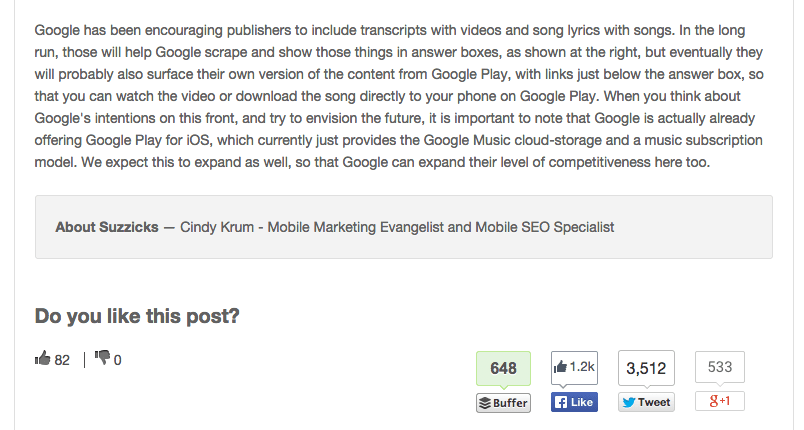 Google has been encouraging publishers to include transcripts with videos and song lyrics with songs. In the long
run, those will help Google scrape and show those things in answer boxes, as shown at the right, but eventually they
will probably also surface their own version of the content from Google Play, with links just below the answer box, so
that you can watch the video or download the song directly to your phone on Google Play. When you think about
Google's intentions on this front, and try to envision the future, it is important to note that Google is actually already
offering Google Play for iOS, which currently just provides the Google Music cloud-storage and a music subscription
model. We expect this to expand as well, so that Google can expand their level of competitiveness here too.
About Suzzicks — Cindy Krum - Mobile Marketing Evangelist and Mobile SEO Specialist
Do you like this post?
82 | 0
648 1.2k 3,512 533
Buffer Like Tweet g+1